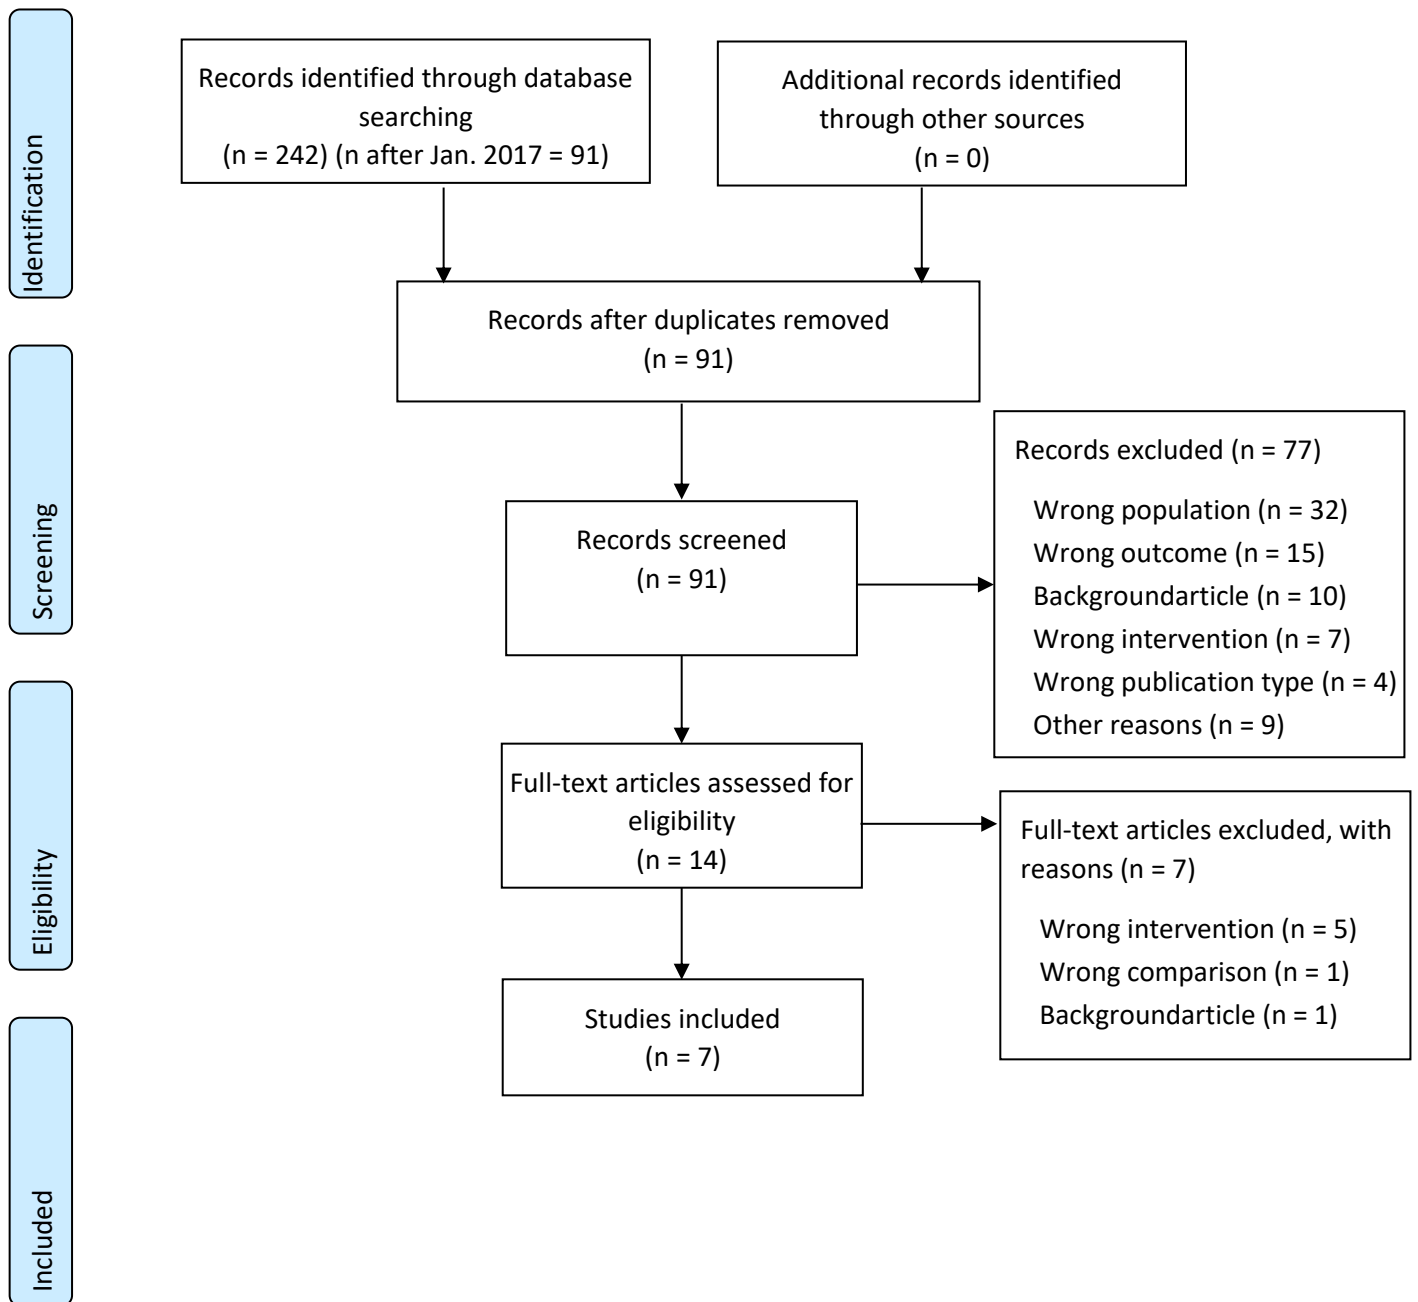 Identification
Records identified through database
searching
(n = 242) (n after Jan. 2017 = 91)
Additional records identified
through other sources
(n = 0)
Records after duplicates removed
(n = 91)
Screening
Records screened
(n = 91)
Records excluded (n = 77)
Wrong population (n = 32)
Wrong outcome (n = 15)
Backgroundarticle (n = 10)
Wrong intervention (n = 7)
Wrong publication type (n = 4)
Other reasons (n = 9)
Eligibility
Full-text articles assessed for
eligibility
(n = 14)
Full-text articles excluded, with
reasons (n = 7)
Wrong intervention (n = 5)
Wrong comparison (n = 1)
Backgroundarticle (n = 1)
Included
Studies included
(n = 7)